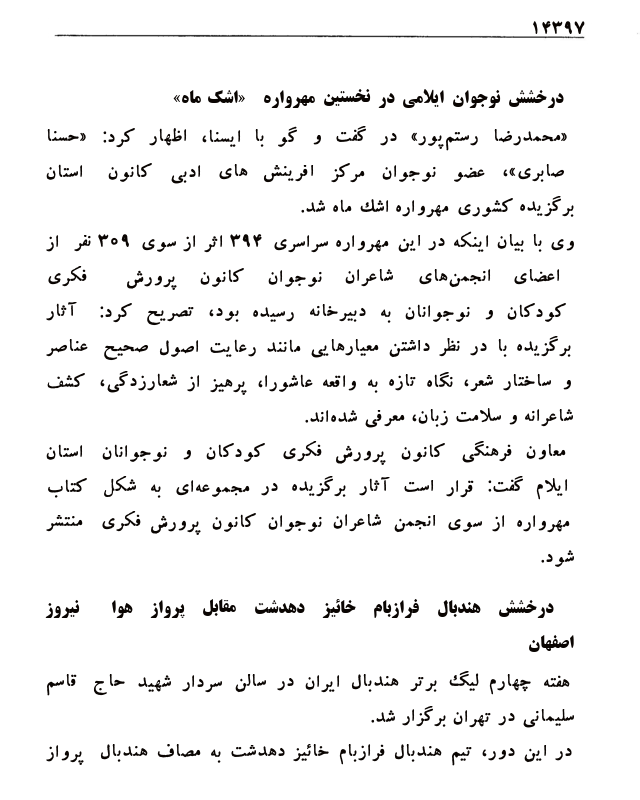 ۱۴۳۹۷
درخشش نوجوان ایلامی در نخستین مهرواره «اشک ماه»
«محمدرضا رستم‌پور» در گفت و گو با ایسنا، اظهار کرد: «حسنا
صابری»، عضو نوجوان مرکز افرینش های ادبی کانون استان
برگزیده کشوری مهرواره اشک ماه شد.
وی با بیان اینکه در این مهرواره سراسری ۳۹۴ اثر از سوی ۳۰۹ نفر از
اعضای انجمن‌های شاعران نوجوان کانون پرورش فکری
کودکان و نوجوانان به دبیرخانه رسیده بود، تصریح کرد: آثار
برگزیده با در نظر داشتن معیارهایی مانند رعایت اصول صحیح عناصر
و ساختار شعر، نگاه تازه به واقعه عاشورا، پرهیز از شعارزدگی، کشف
شاعرانه و سلامت زبان، معرفی شده‌اند.
معاون فرهنگی کانون پرورش فکری کودکان و نوجوانان استان
ایلام گفت: قرار است آثار برگزیده در مجموعه‌ای به شکل کتاب
مهرواره از سوی انجمن شاعران نوجوان کانون پرورش فکری منتشر
شود.
درخشش هندبال فرازبام خائیز دهدشت مقابل پرواز هوا نیروز
اصفهان
هفته چهارم لیگ برتر هندبال ایران در سالن سردار شهید حاج قاسم
سلیمانی در تهران برگزار شد.
در این دور، تیم هندبال فرازبام خائیز دهدشت به مصاف هندبال پرواز